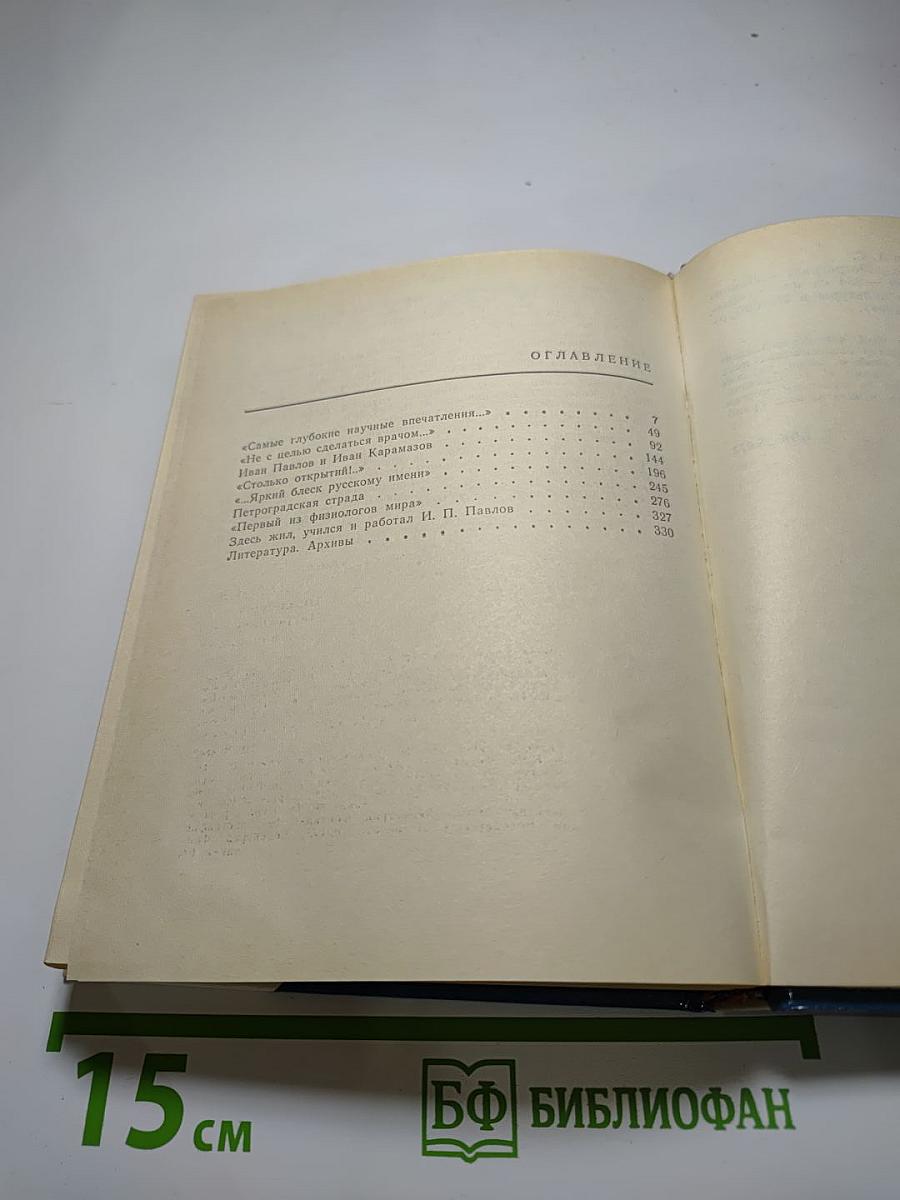 ОГЛАВЛЕНИЕ
«Самые глубокие научные впечатления...» . . . . . . . . 7
«Не с целью сделаться врачом...» . . . . . . . . . . 49
Иван Павлов и Иван Карамазов . . . . . . . . . . 92
«Столько открытий!..» . . . . . . . . . . . . 144
«...Яркий блеск русскому имени» . . . . . . . . . . 196
Петроградская страда . . . . . . . . . . . . 245
«Первый из физиологов мира» . . . . . . . . . . 276
Здесь жил, учился и работал И. П. Павлов . . . . . . 327
Литература. Архивы . . . . . . . . . . . . 330
15 см
БФ БИБЛИОФАН